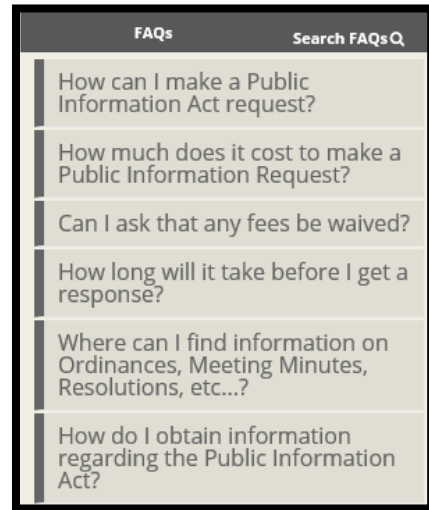 FAQs Search FAQs
How can I make a Public
Information Act request?
How much does it cost to make a
Public Information Request?
Can I ask that any fees be waived?
How long will it take before I get a
response?
Where can I find information on
Ordinances, Meeting Minutes,
Resolutions, etc...?
How do I obtain information
regarding the Public Information
Act?